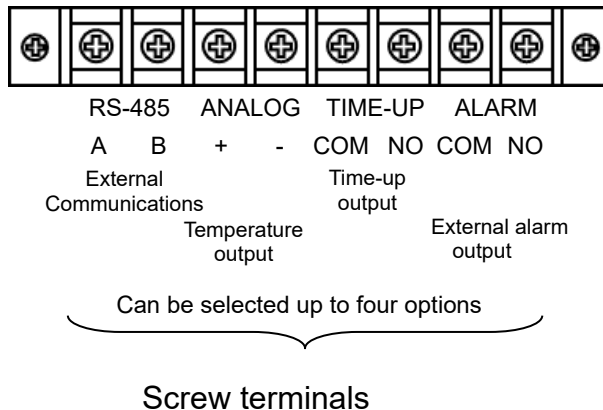 RS-485 ANALOG TIME-UP ALARM
A B + - COM NO COM NO
External
Communications
Temperature
output
Time-up
output
External alarm
output
Can be selected up to four options
Screw terminals